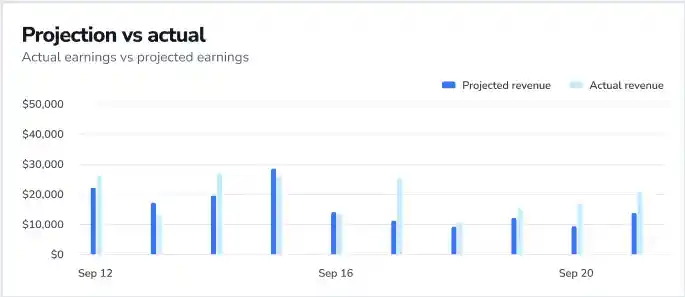 Projection vs actual
Actual earnings vs projected earnings
Projected revenue Actual revenue
$50,000
$40,000
$30,000
$20,000
$10,000
$0
Sep 12 Sep 16 Sep 20